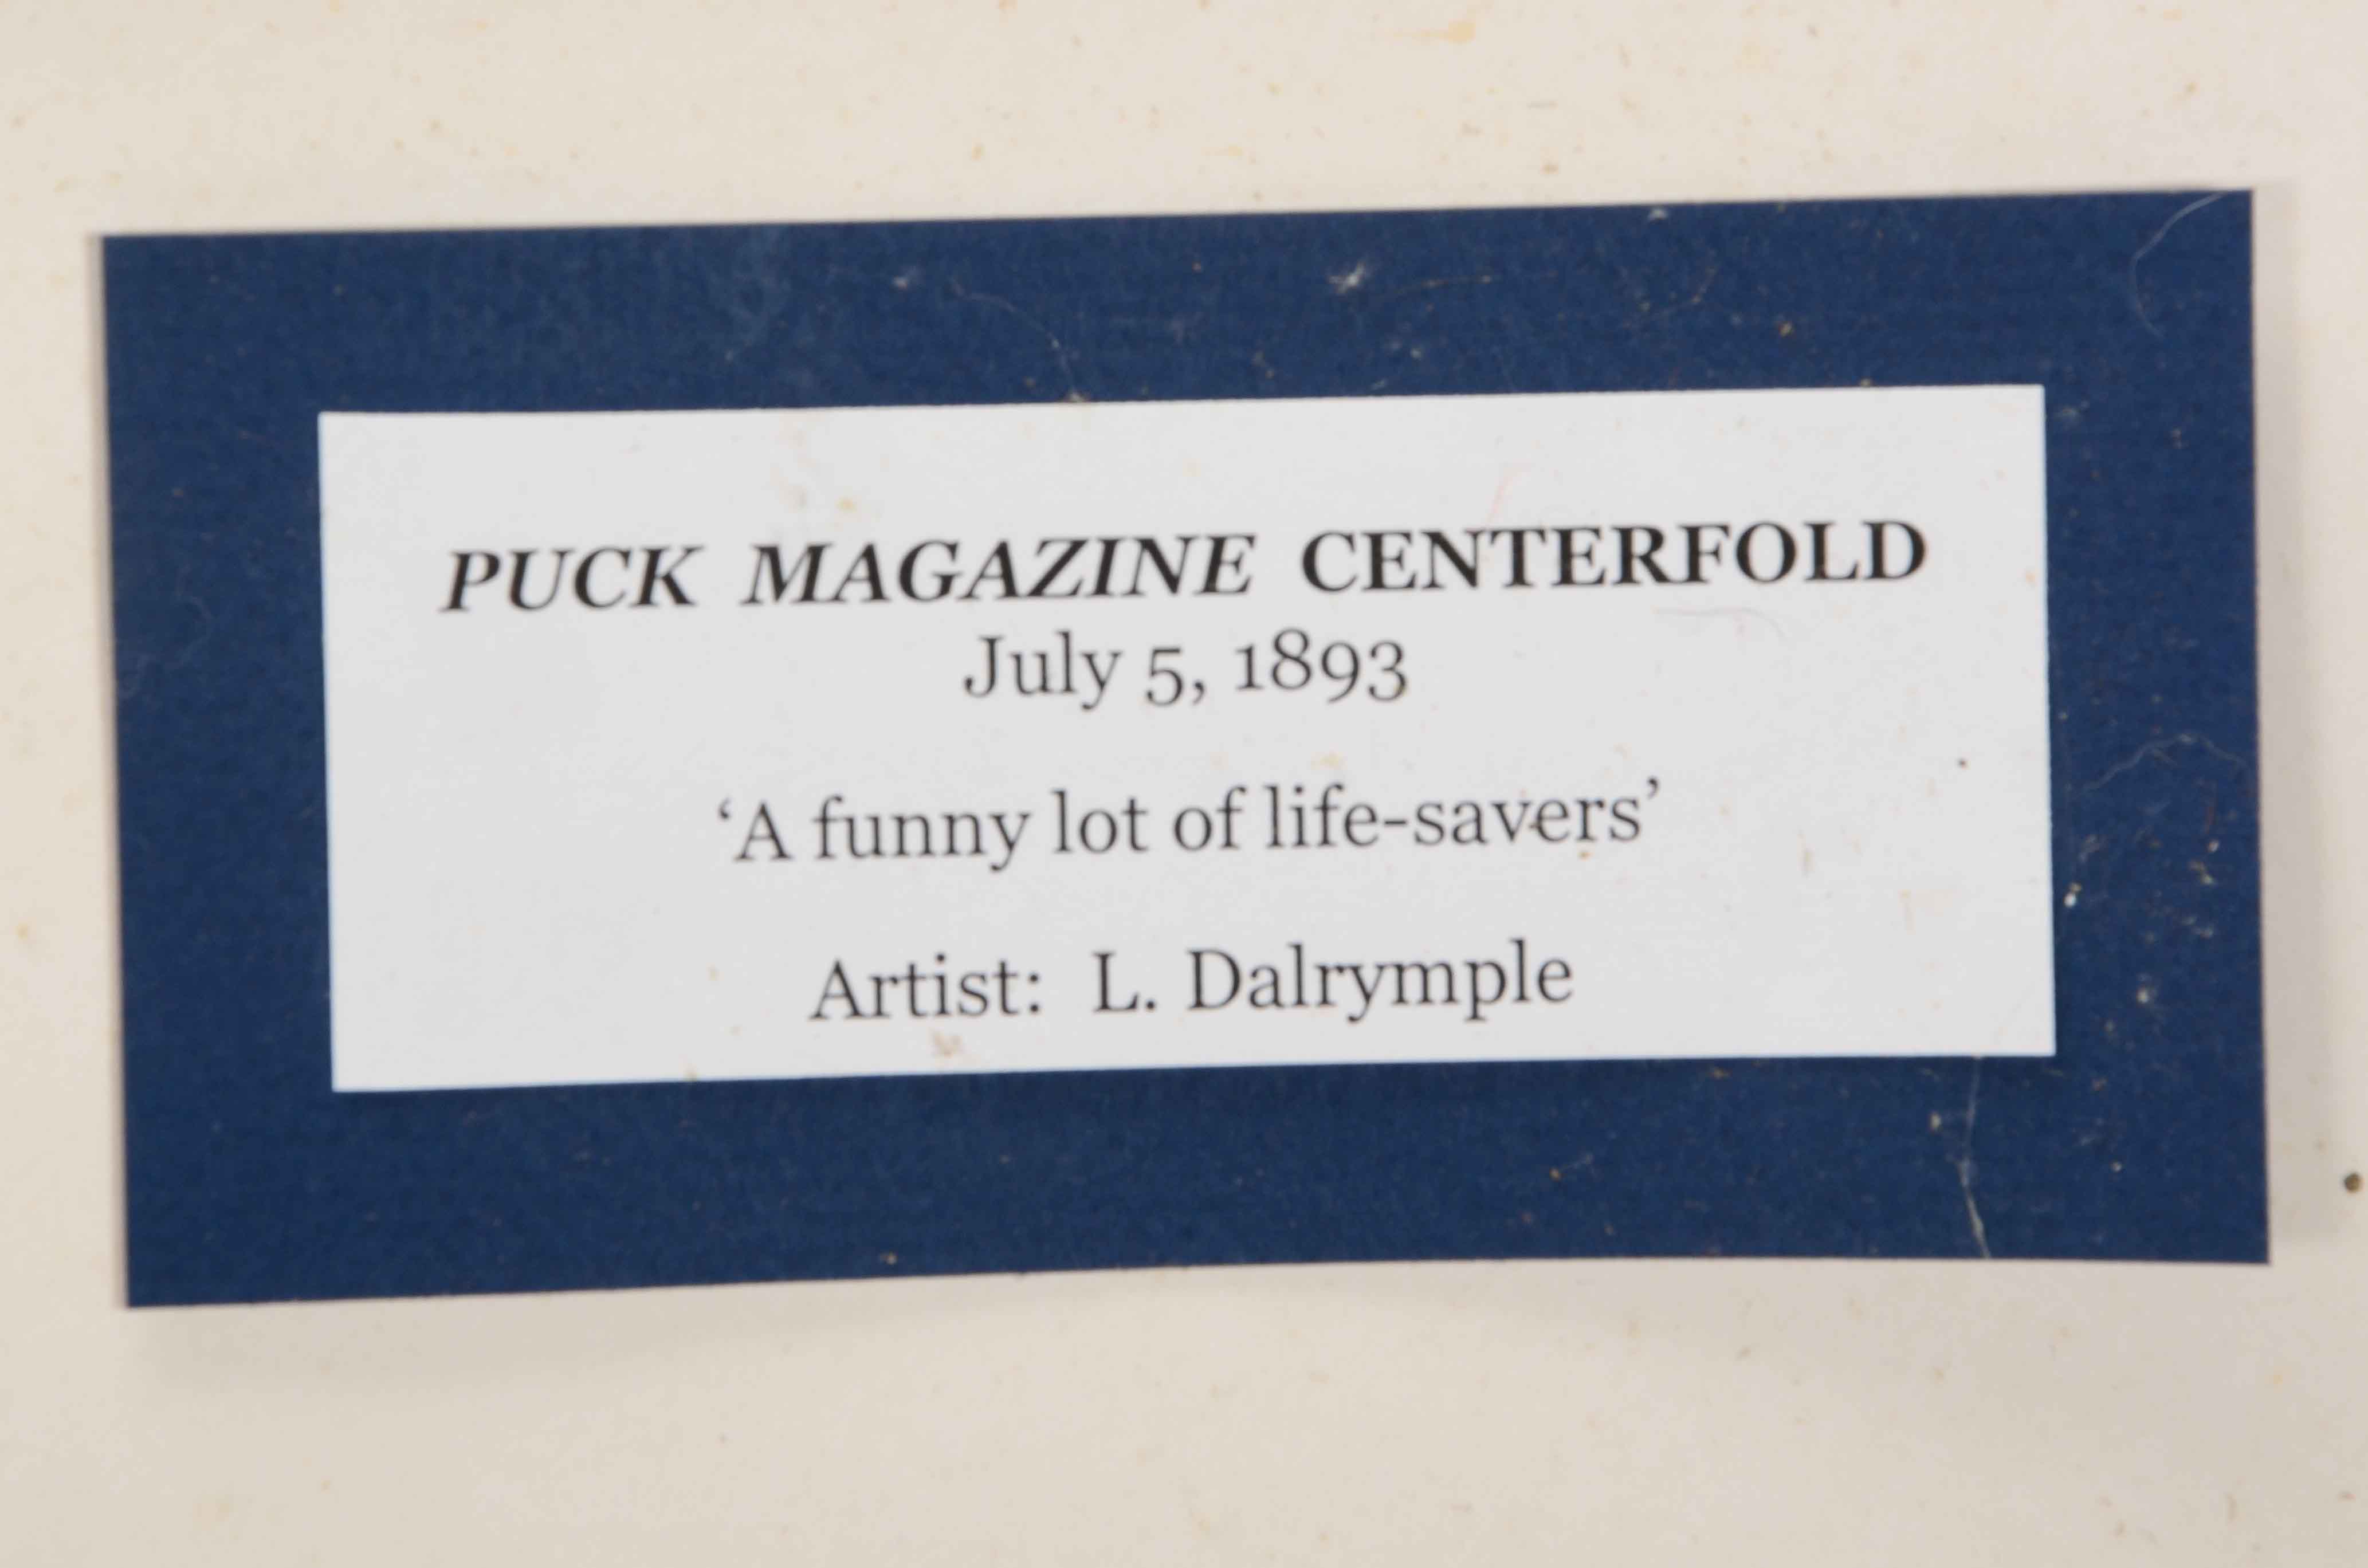 PUCK MAGAZINE CENTERFOLD
July 5, 1893
‘A funny lot of life-savers’
Artist: L. Dalrymple